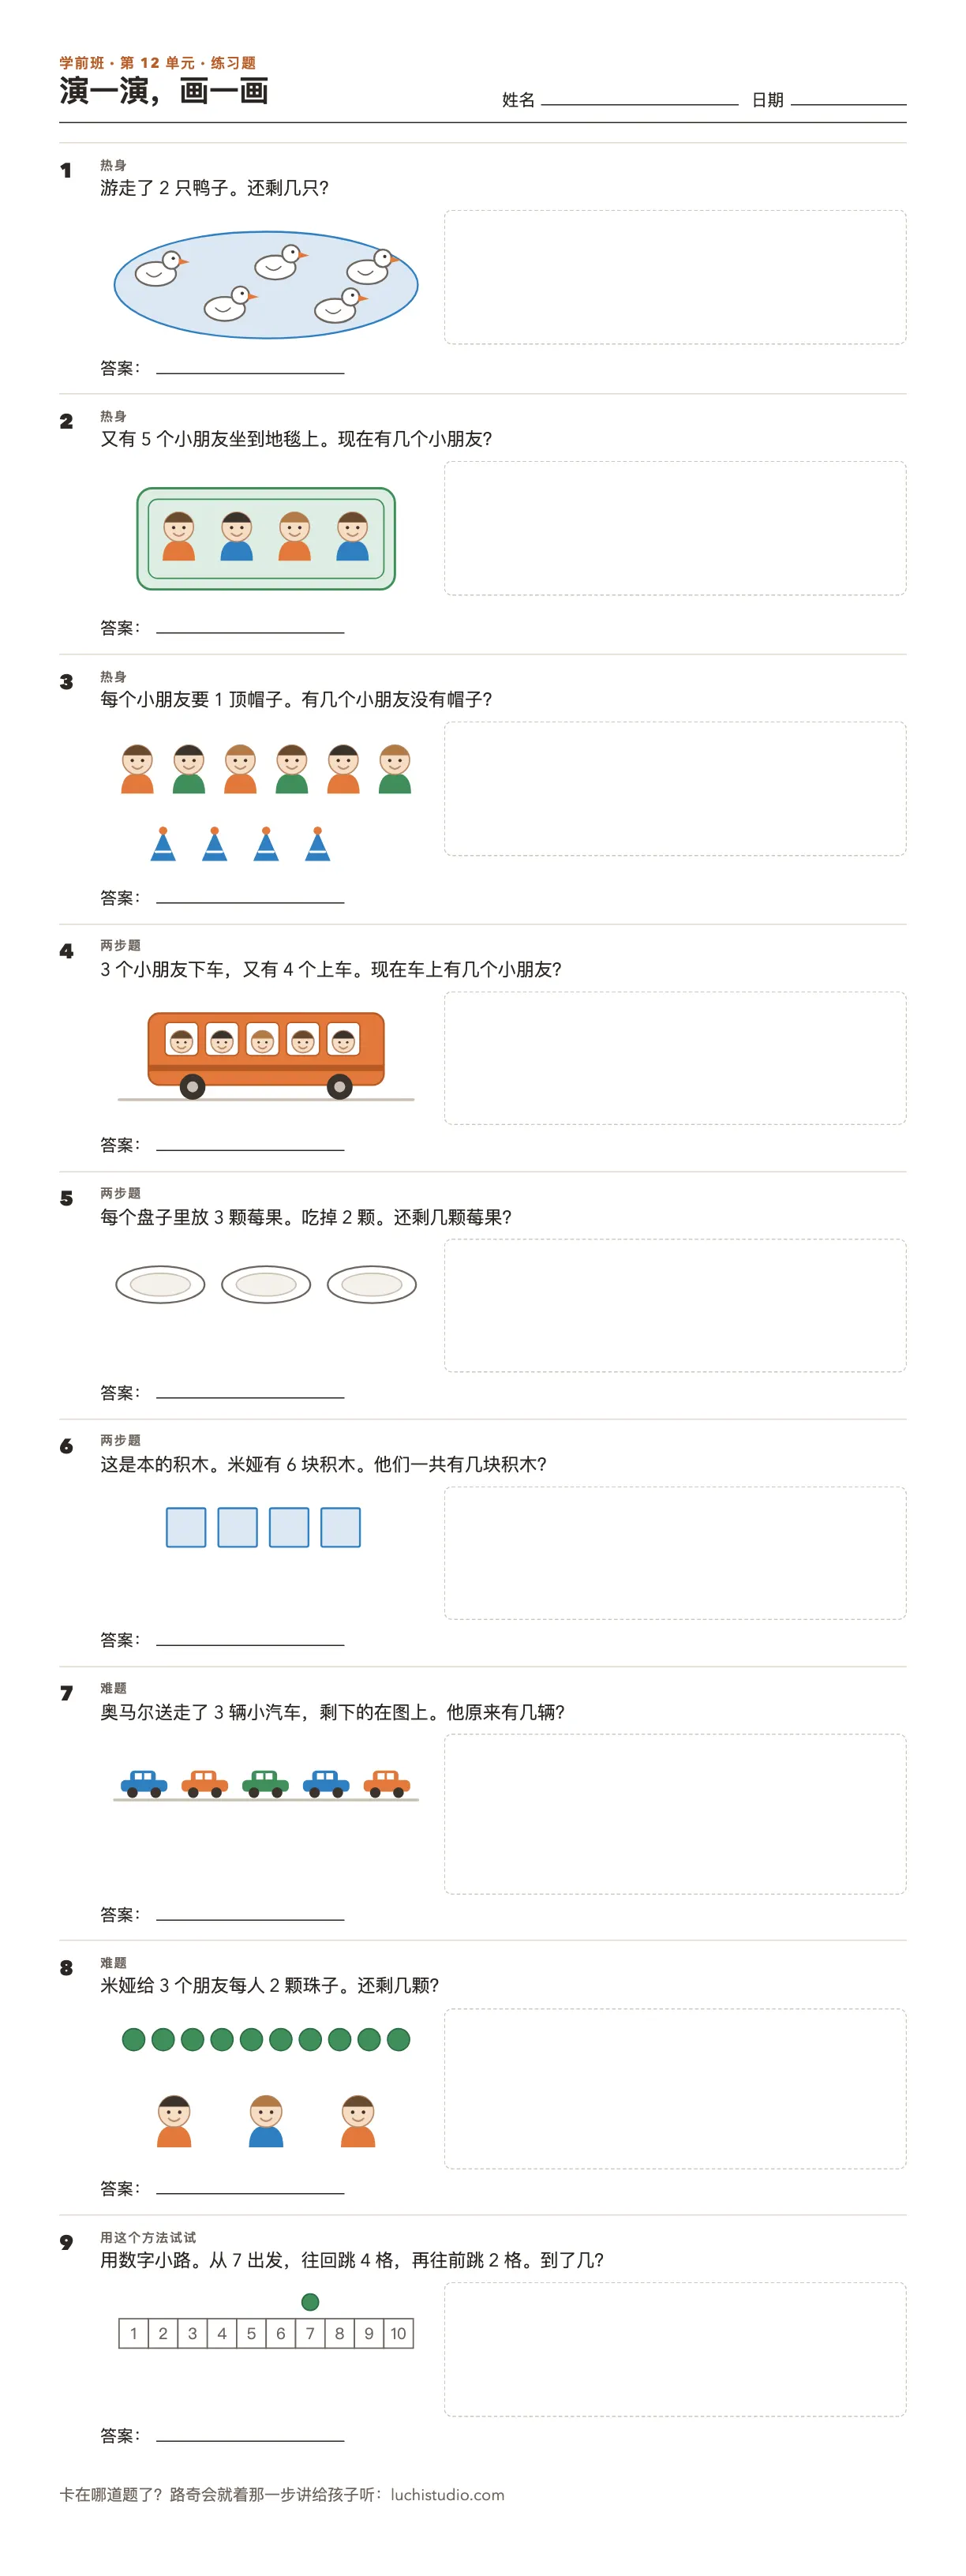 学前班 · 第 12 单元 · 练习题
演一演，画一画
姓名 日期
1
热身
游走了 2 只鸭子。还剩几只？
答案：
2
热身
又有 5 个小朋友坐到地毯上。现在有几个小朋友？
答案：
3
热身
每个小朋友要 1 顶帽子。有几个小朋友没有帽子？
答案：
4
两步题
3 个小朋友下车，又有 4 个上车。现在车上有几个小朋友？
答案：
5
两步题
每个盘子里放 3 颗莓果。吃掉 2 颗。还剩几颗莓果？
答案：
6
两步题
这是本的积木。米娅有 6 块积木。他们一共有几块积木？
答案：
7
难题
奥马尔送走了 3 辆小汽车，剩下的在图上。他原来有几辆？
答案：
8
难题
米娅给 3 个朋友每人 2 颗珠子。还剩几颗？
答案：
9
用这个方法试试
用数字小路。从 7 出发，往回跳 4 格，再往前跳 2 格。到了几？
1 2 3 4 5 6 7 8 9 10
答案：
卡在哪道题了？路奇会就着那一步讲给孩子听：luchistudio.com